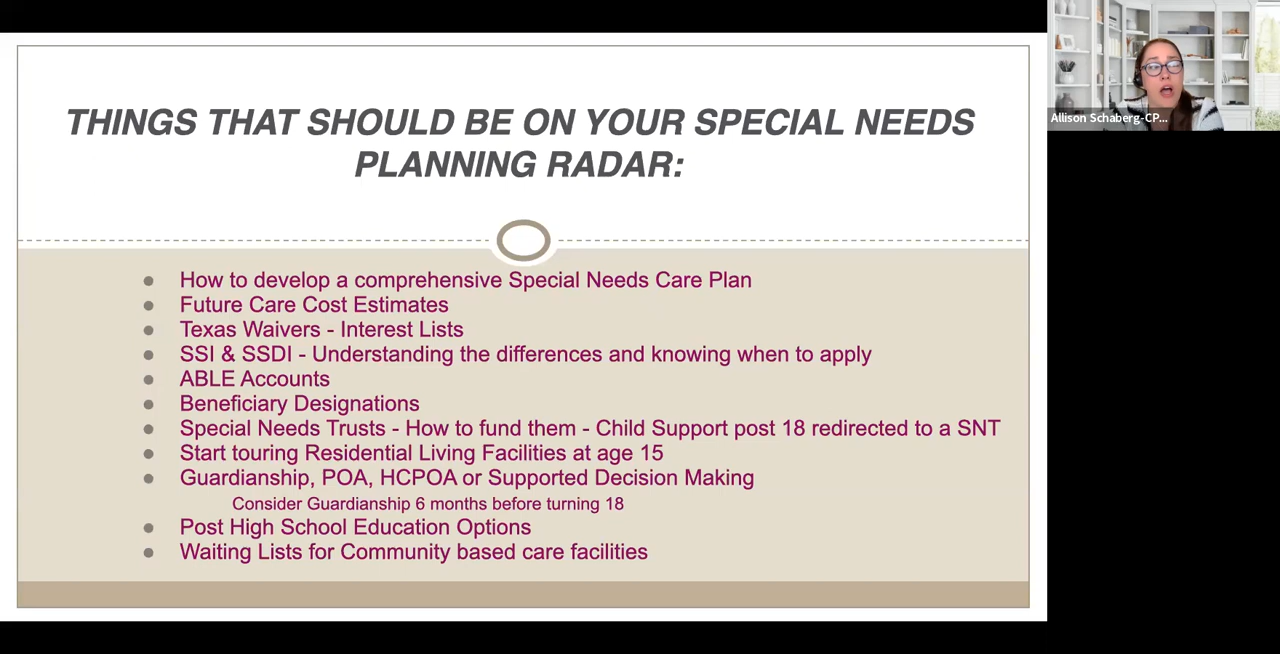 THINGS THAT SHOULD BE ON YOUR SPECIAL NEEDS
PLANNING RADAR:
Allison Schaberg-CP...
● How to develop a comprehensive Special Needs Care Plan
● Future Care Cost Estimates
● Texas Waivers - Interest Lists
● SSI & SSDI - Understanding the differences and knowing when to apply
● ABLE Accounts
● Beneficiary Designations
● Special Needs Trusts - How to fund them - Child Support post 18 redirected to a SNT
● Start touring Residential Living Facilities at age 15
● Guardianship, POA, HCPOA or Supported Decision Making
Consider Guardianship 6 months before turning 18
● Post High School Education Options
● Waiting Lists for Community based care facilities